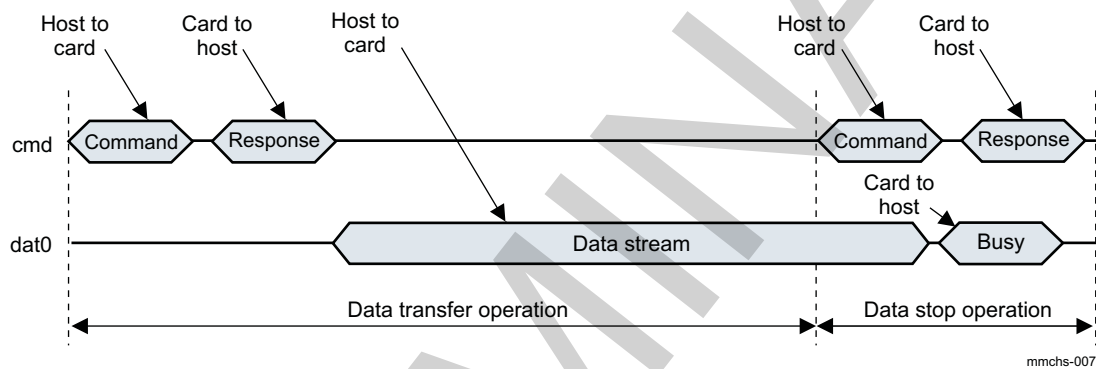 Host to
card
Card to
host
Host to
card
Host to
card
Card to
host
cmd
Command
Response
Command
Response
Card to
host
dat0
Data stream
Busy
Data transfer operation
Data stop operation
mmchs-007